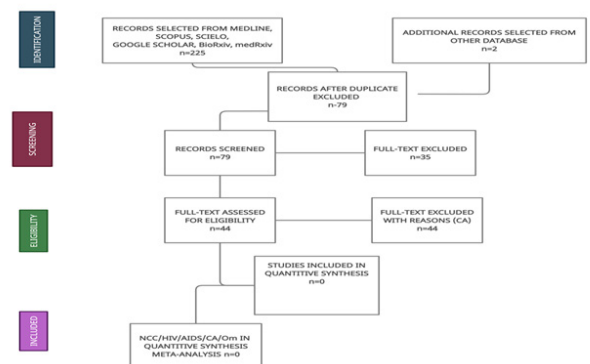 IDENTIFICATION
RECORDS SELECTED FROM MEDLINE,
SCOPUS, SCIELO,
GOOGLE SCHOLAR, BioRxiv, medRxiv
n=225
ADDITIONAL RECORDS SELECTED FROM
OTHER DATABASE
n=2
RECORDS AFTER DUPLICATE
EXCLUDED
n-79
SCREENING
RECORDS SCREENED
n=79
FULL-TEXT EXCLUDED
n=35
ELIGIBILITY
FULL-TEXT ASSESSED
FOR ELIGIBILITY
n=44
FULL-TEXT EXCLUDED
WITH REASONS (CA)
n=44
STUDIES INCLUDED IN
QUANTITIVE SYNTHESIS
n=0
INCLUDED
NCC/HIV/AIDS/CA/Om IN
QUANTITIVE SYNTHESIS
META-ANALYSIS n=0